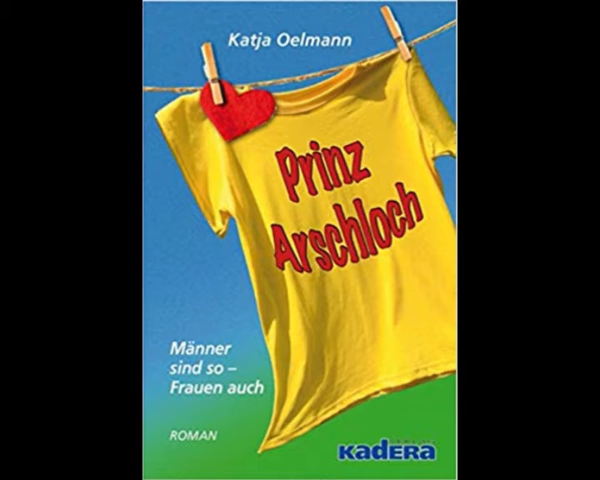 Katja Oelmann
Prinz
Arschloch
Männer
sind so –
Frauen auch
ROMAN
KadERA